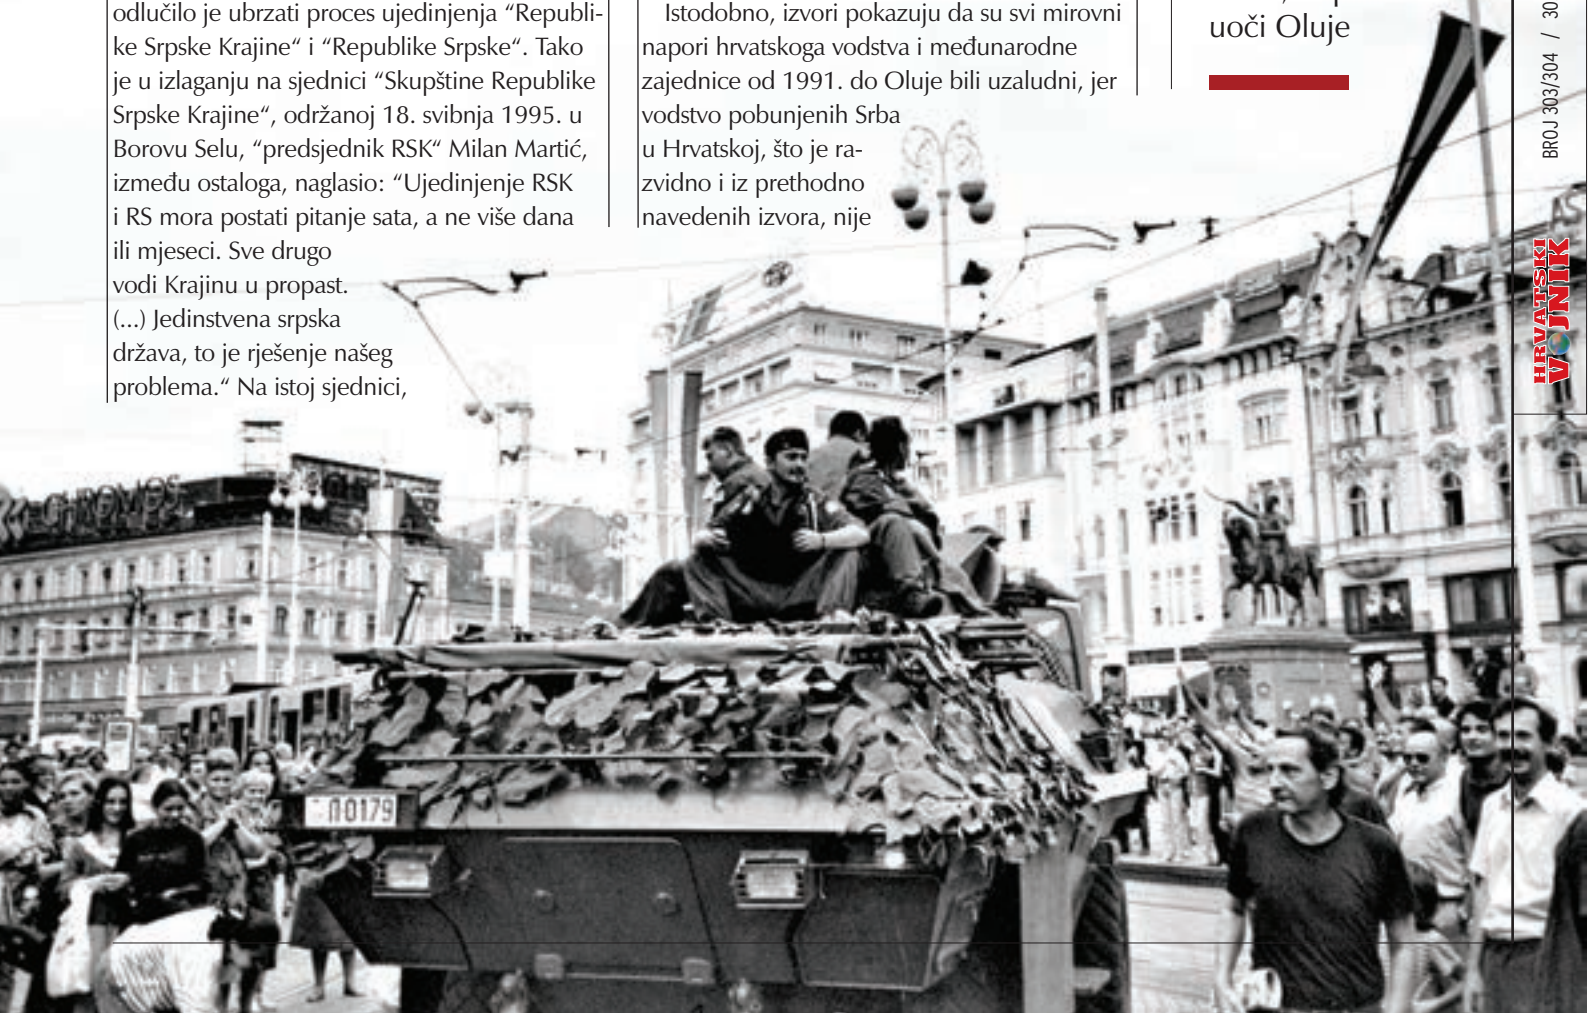 odlučilo je ubrzati proces ujedinjenja “Republi-
ke Srpske Krajine“ i “Republike Srpske“. Tako
je u izlaganju na sjednici “Skupštine Republike
Srpske Krajine“, održanoj 18. svibnja 1995. u
Borovu Selu, “predsjednik RSK“ Milan Martić,
između ostaloga, naglasio: “Ujedinjenje RSK
i RS mora postati pitanje sata, a ne više dana
ili mjeseci. Sve drugo
vodi Krajinu u propast.
(...) Jedinstvena srpska
država, to je rješenje našeg
problema.“ Na istoj sjednici,
Istodobno, izvori pokazuju da su svi mirovni
napori hrvatskoga vodstva i međunarodne
zajednice od 1991. do Oluje bili uzaludni, jer
vodstvo pobunjenih Srba
u Hrvatskoj, što je ra-
zvidno i iz prethodno
navedenih izvora, nije
uoči Oluje
BROJ 303/304 / 30
HRVATSKI
VOJNIK
CHROMOS
0179